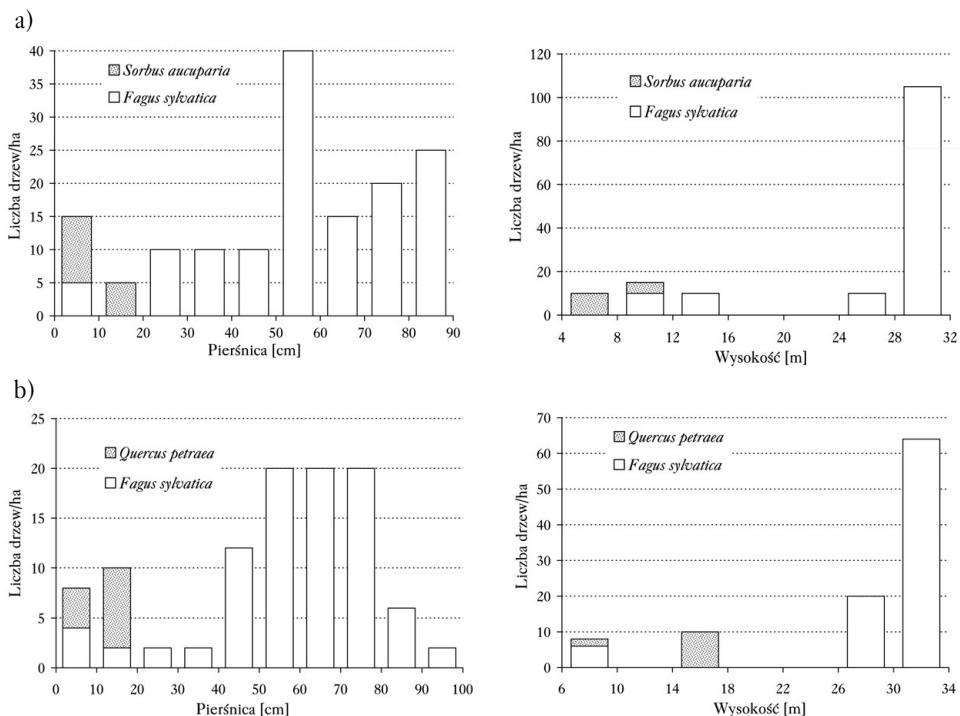 a)
Liczba drzew/ha
40
35
30
25
20
15
10
5
0
Sorbus aucuparia
Fagus sylvatica
0 10 20 30 40 50 60 70 80 90
Pierśnica [cm]
Liczba drzew/ha
120
100
80
60
40
20
0
Sorbus aucuparia
Fagus sylvatica
4 8 12 16 20 24 28 32
Wysokość [m]
b)
Liczba drzew/ha
25
20
15
10
5
0
Quercus petraea
Fagus sylvatica
0 10 20 30 40 50 60 70 80 90 100
Pierśnica [cm]
Liczba drzew/ha
70
60
50
40
30
20
10
0
Quercus petraea
Fagus sylvatica
6 10 14 18 22 26 30 34
Wysokość [m]